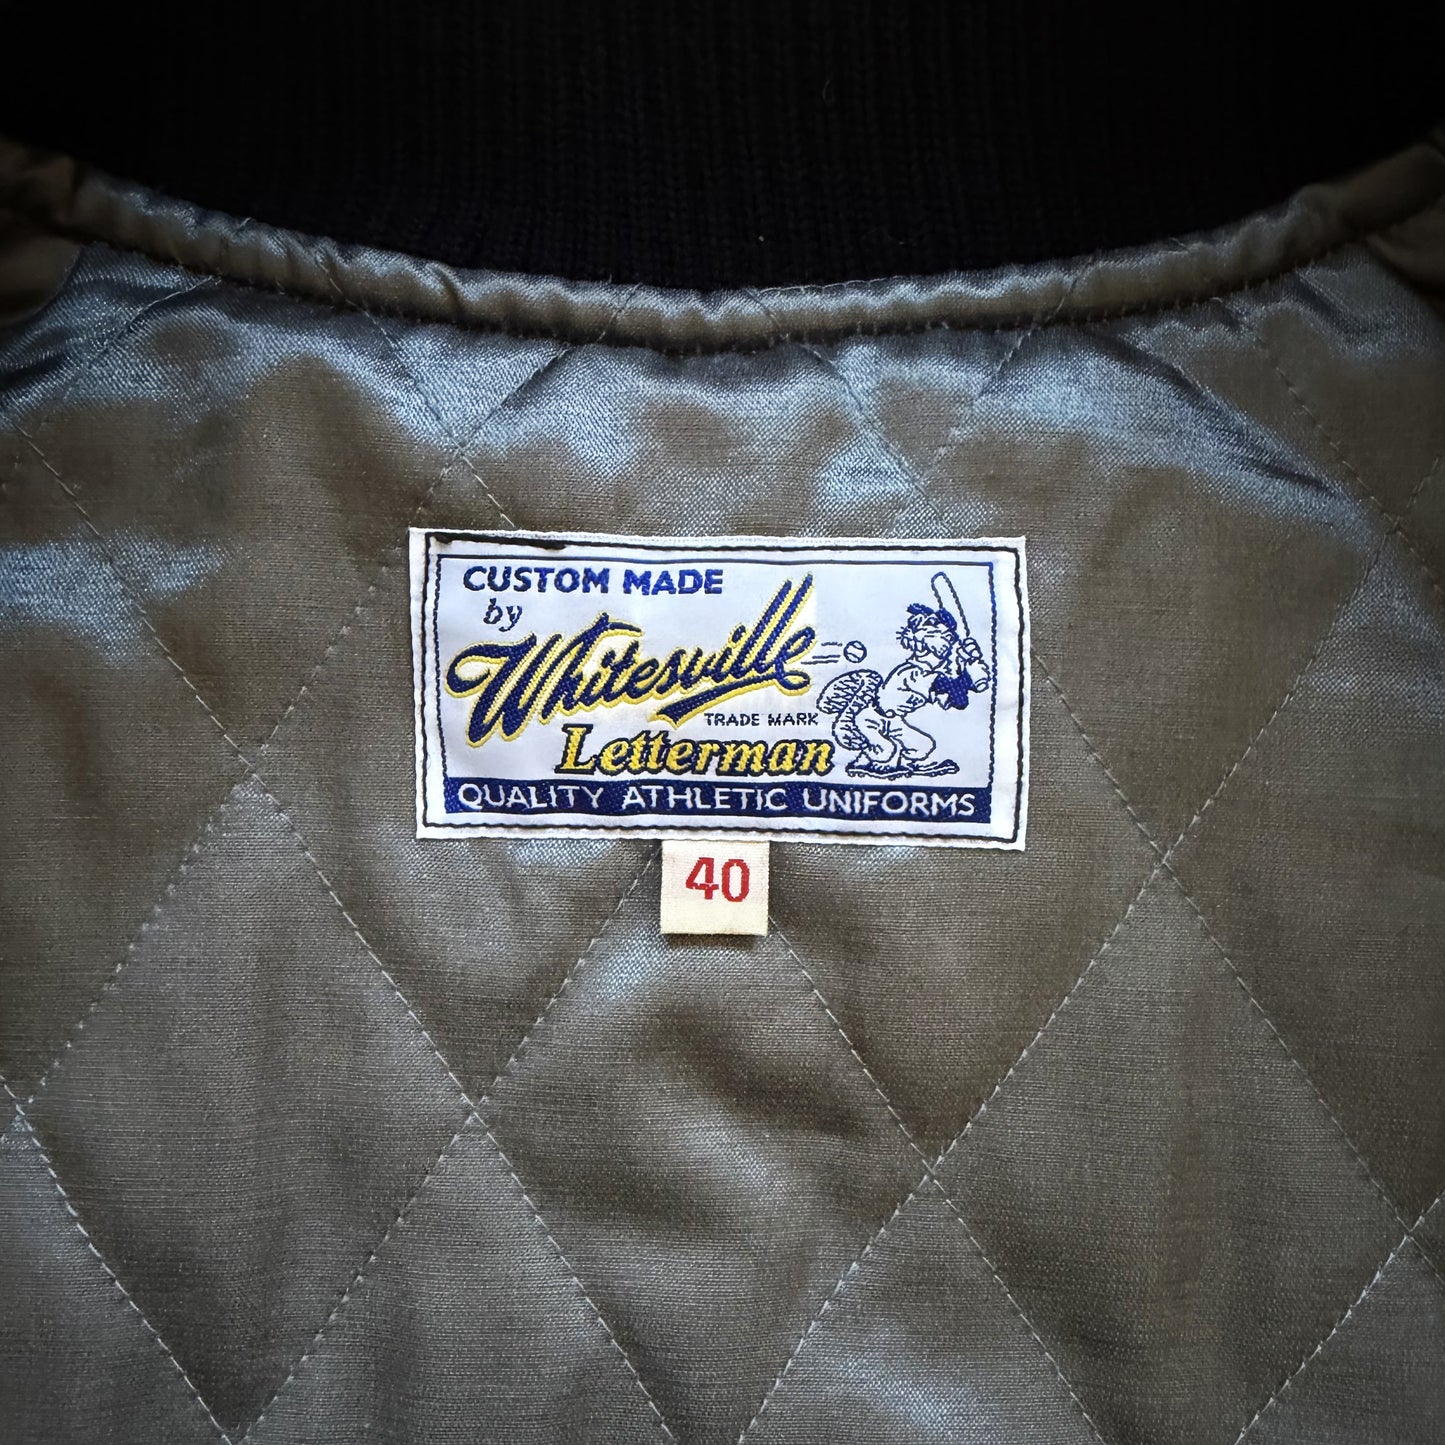 CUSTOM MADE
by
Whitesville
TRADE MARK
Letterman
QUALITY ATHLETIC UNIFORMS
40